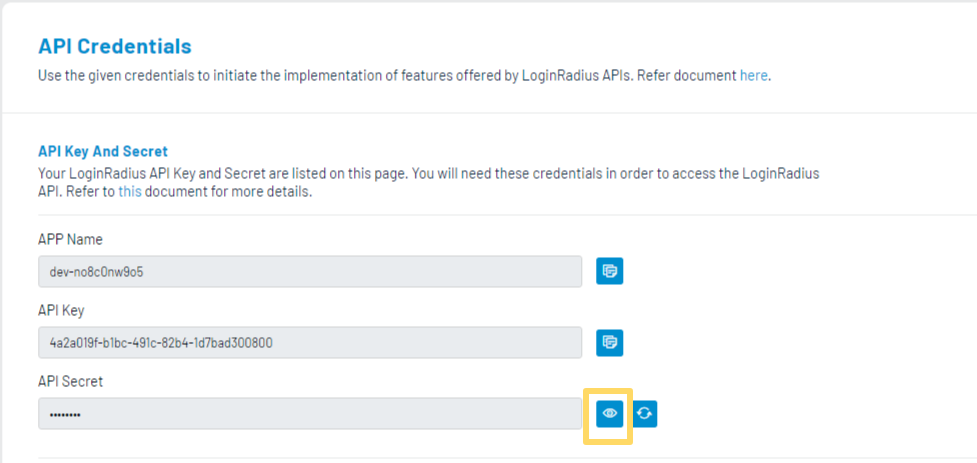 API Credentials
Use the given credentials to initiate the implementation of features offered by LoginRadius APIs. Refer document here.
API Key And Secret
Your LoginRadius API Key and Secret are listed on this page. You will need these credentials in order to access the LoginRadius
API. Refer to this document for more details.
APP Name
dev-no8c0nw9o5
API Key
4a2a019f-b1bc-491c-82b4-1d7bad300800
API Secret
••••••••